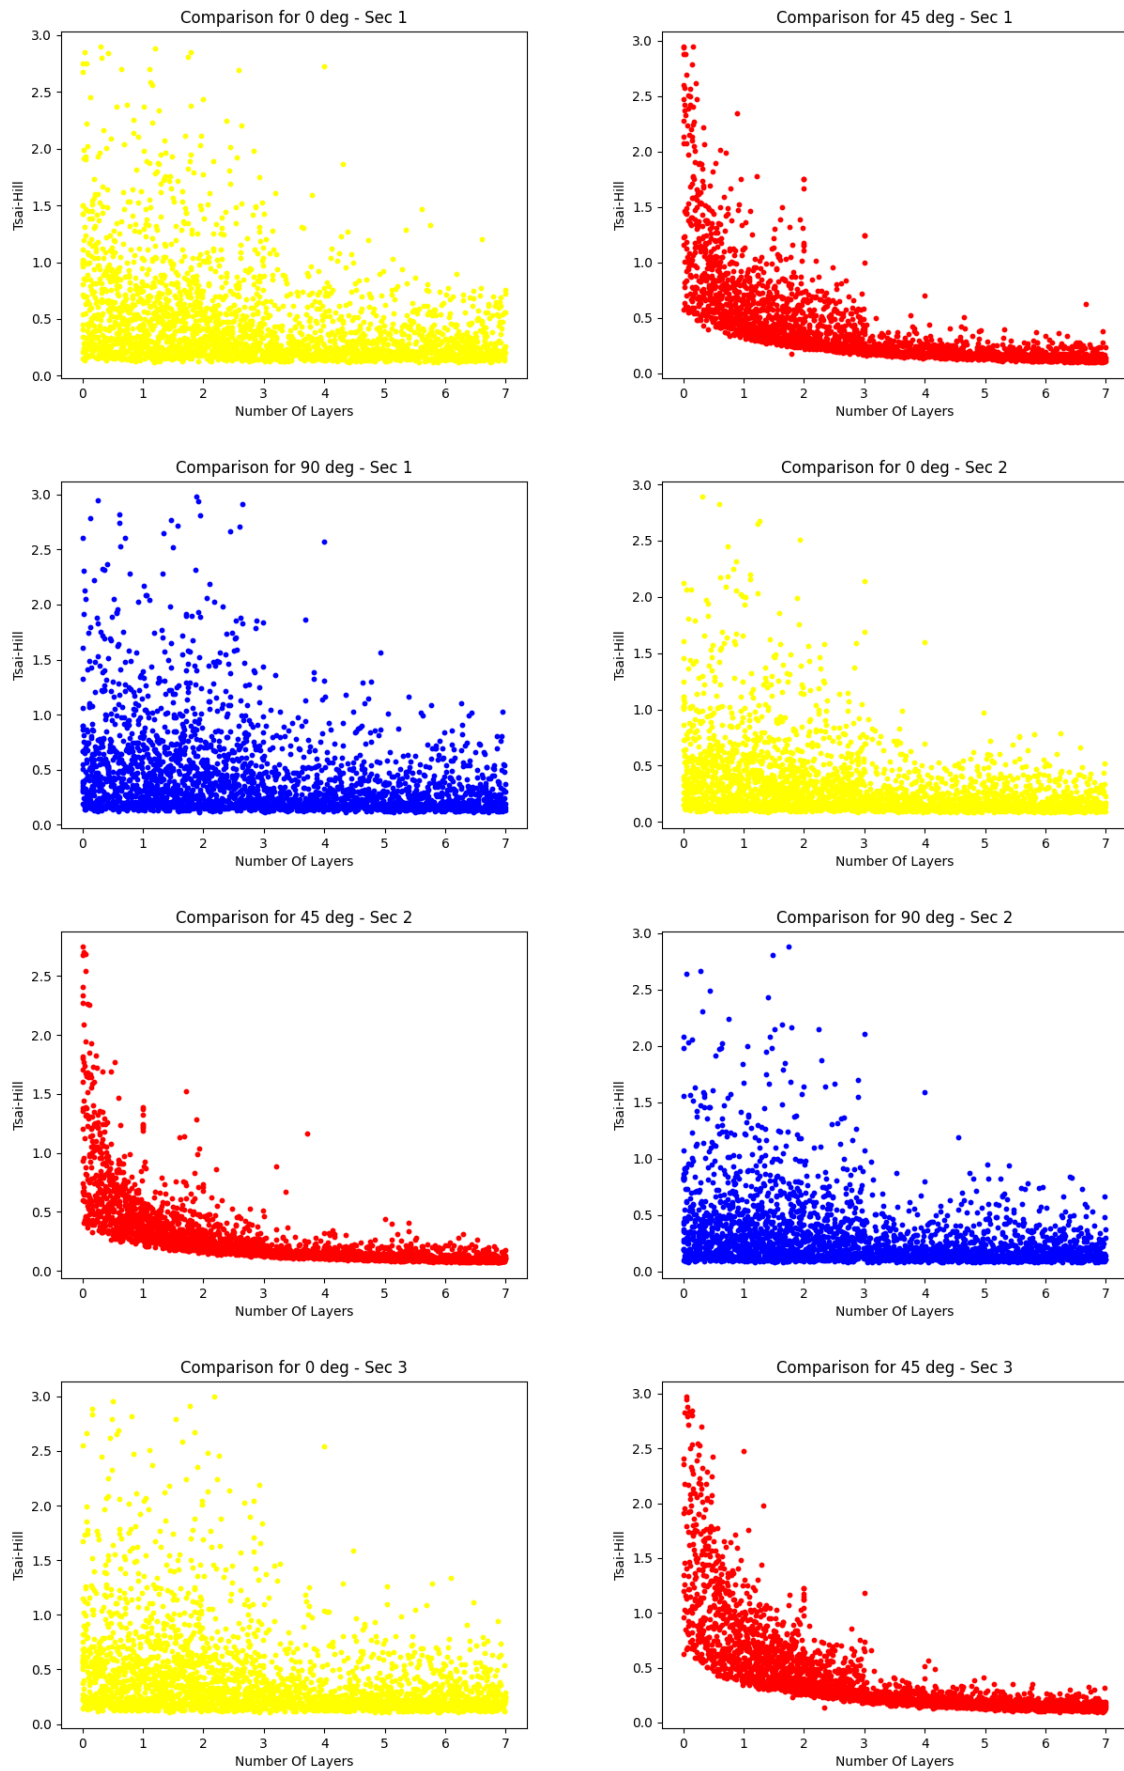 Comparison for 0 deg - Sec 1
Tsai-Hill
3.0
2.5
2.0
1.5
1.0
0.5
0.0
0 1 2 3 4 5 6 7
Number Of Layers
Comparison for 45 deg - Sec 1
Tsai-Hill
3.0
2.5
2.0
1.5
1.0
0.5
0.0
0 1 2 3 4 5 6 7
Number Of Layers
Comparison for 90 deg - Sec 1
Tsai-Hill
3.0
2.5
2.0
1.5
1.0
0.5
0.0
0 1 2 3 4 5 6 7
Number Of Layers
Comparison for 0 deg - Sec 2
Tsai-Hill
3.0
2.5
2.0
1.5
1.0
0.5
0.0
0 1 2 3 4 5 6 7
Number Of Layers
Comparison for 45 deg - Sec 2
Tsai-Hill
2.5
2.0
1.5
1.0
0.5
0.0
0 1 2 3 4 5 6 7
Number Of Layers
Comparison for 90 deg - Sec 2
Tsai-Hill
3.0
2.5
2.0
1.5
1.0
0.5
0.0
0 1 2 3 4 5 6 7
Number Of Layers
Comparison for 0 deg - Sec 3
Tsai-Hill
3.0
2.5
2.0
1.5
1.0
0.5
0.0
0 1 2 3 4 5 6 7
Number Of Layers
Comparison for 45 deg - Sec 3
Tsai-Hill
3.0
2.5
2.0
1.5
1.0
0.5
0.0
0 1 2 3 4 5 6 7
Number Of Layers